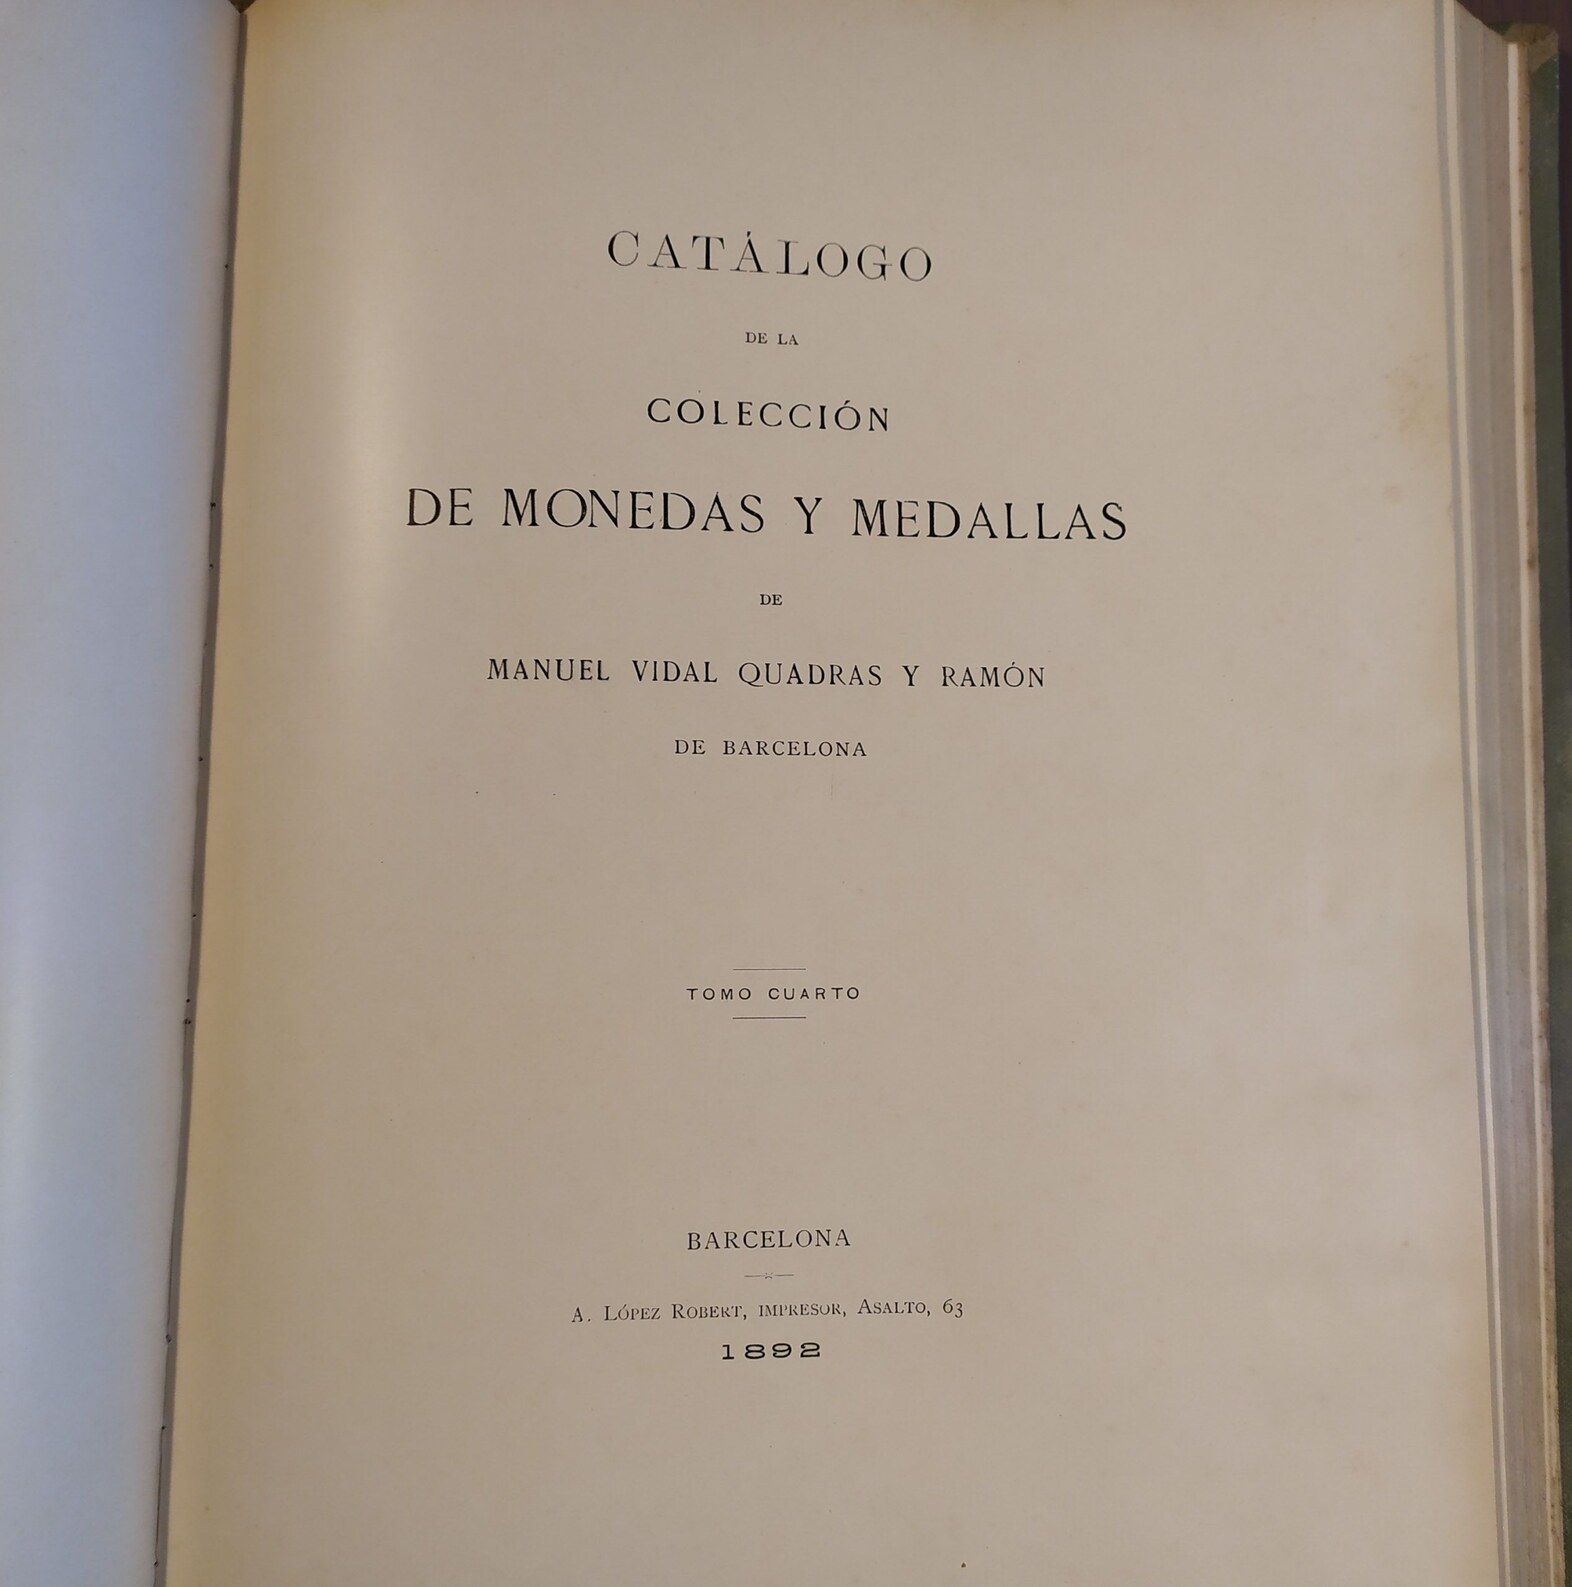 CATÁLOGO
DE LA
COLECCIÓN
DE MONEDAS Y MEDALLAS
DE
MANUEL VIDAL QUADRAS Y RAMÓN
DE BARCELONA
TOMO CUARTO
BARCELONA
A. LÓPEZ ROBERT, IMPRESOR, ASALTO, 63
1892